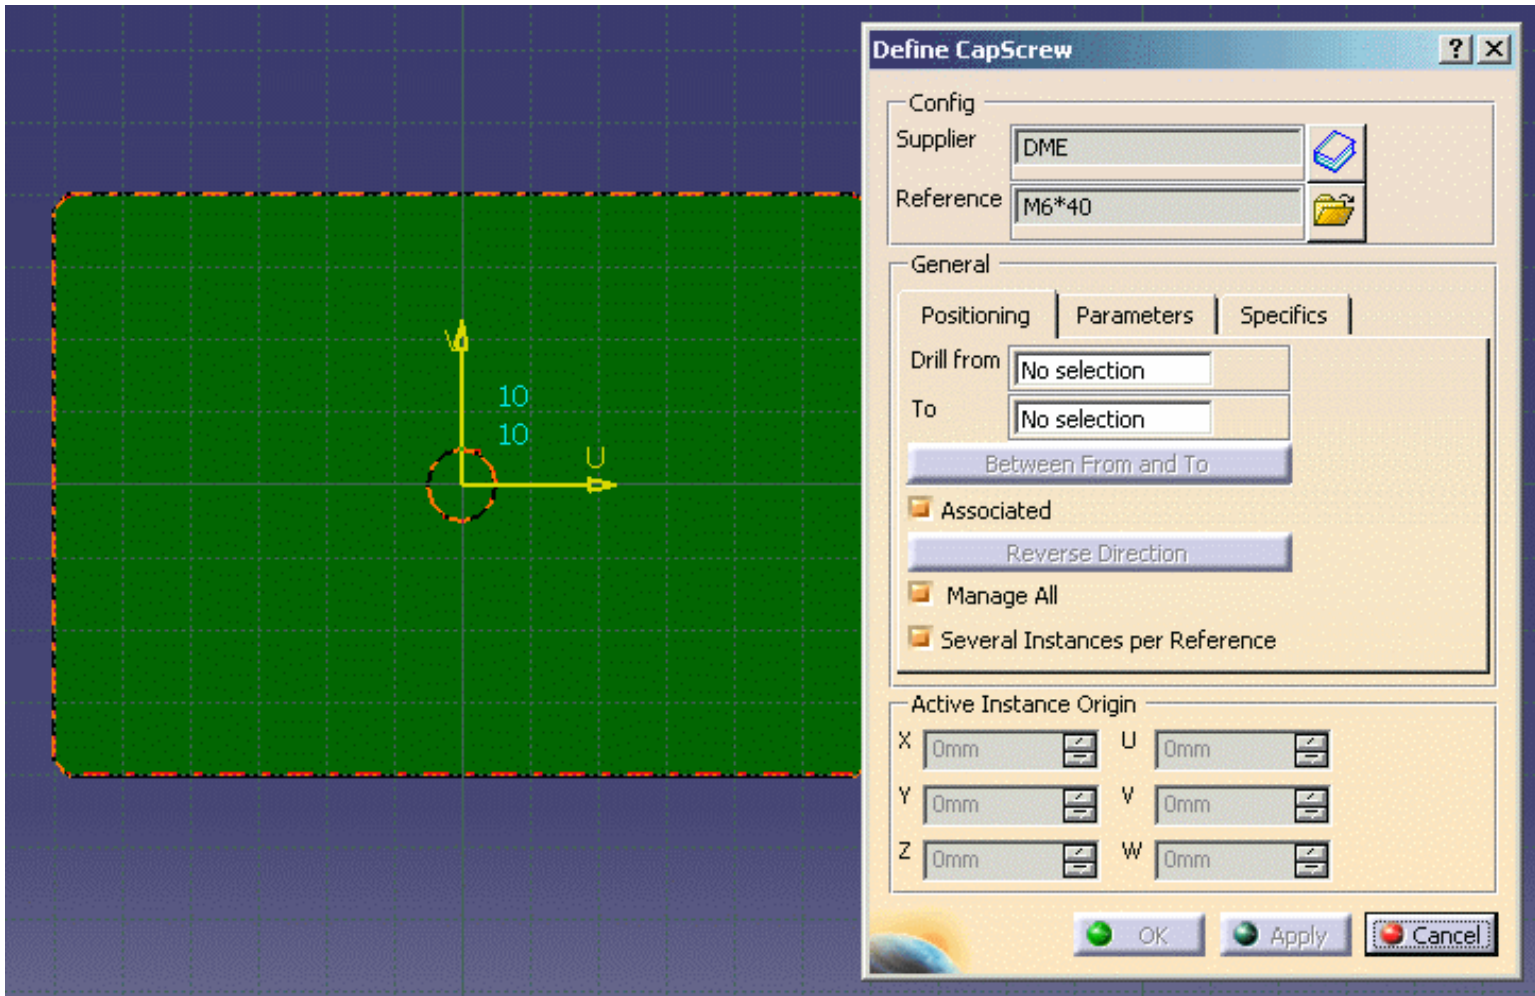 Define CapScrew
?
Config
Supplier DME
Reference M6*40
General
Positioning Parameters Specifics
Drill from No selection
To No selection
Between From and To
Associated
Reverse Direction
Manage All
Several Instances per Reference
Active Instance Origin
X 0mm U 0mm
Y 0mm V 0mm
Z 0mm W 0mm
OK Apply Cancel
V
10
10
U